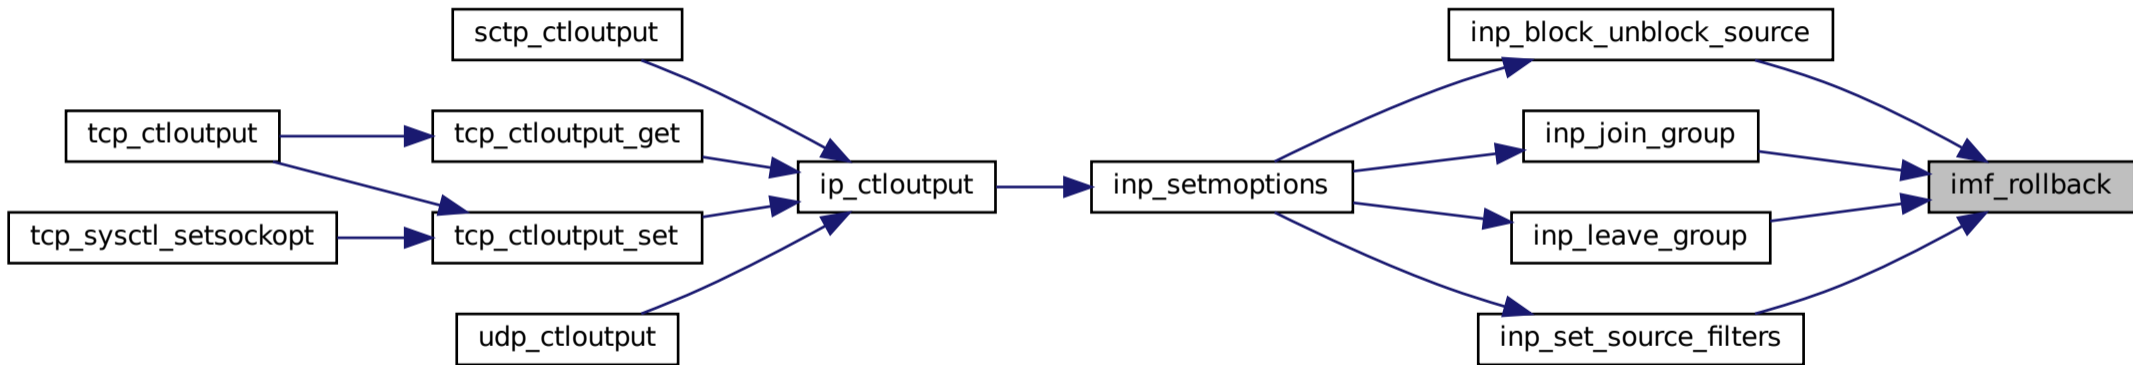 sctp_ctloutput
inp_block_unblock_source
tcp_ctloutput
tcp_ctloutput_get
inp_join_group
ip_ctloutput
inp_setmoptions
imf_rollback
tcp_sysctl_setsockopt
tcp_ctloutput_set
inp_leave_group
udp_ctloutput
inp_set_source_filters